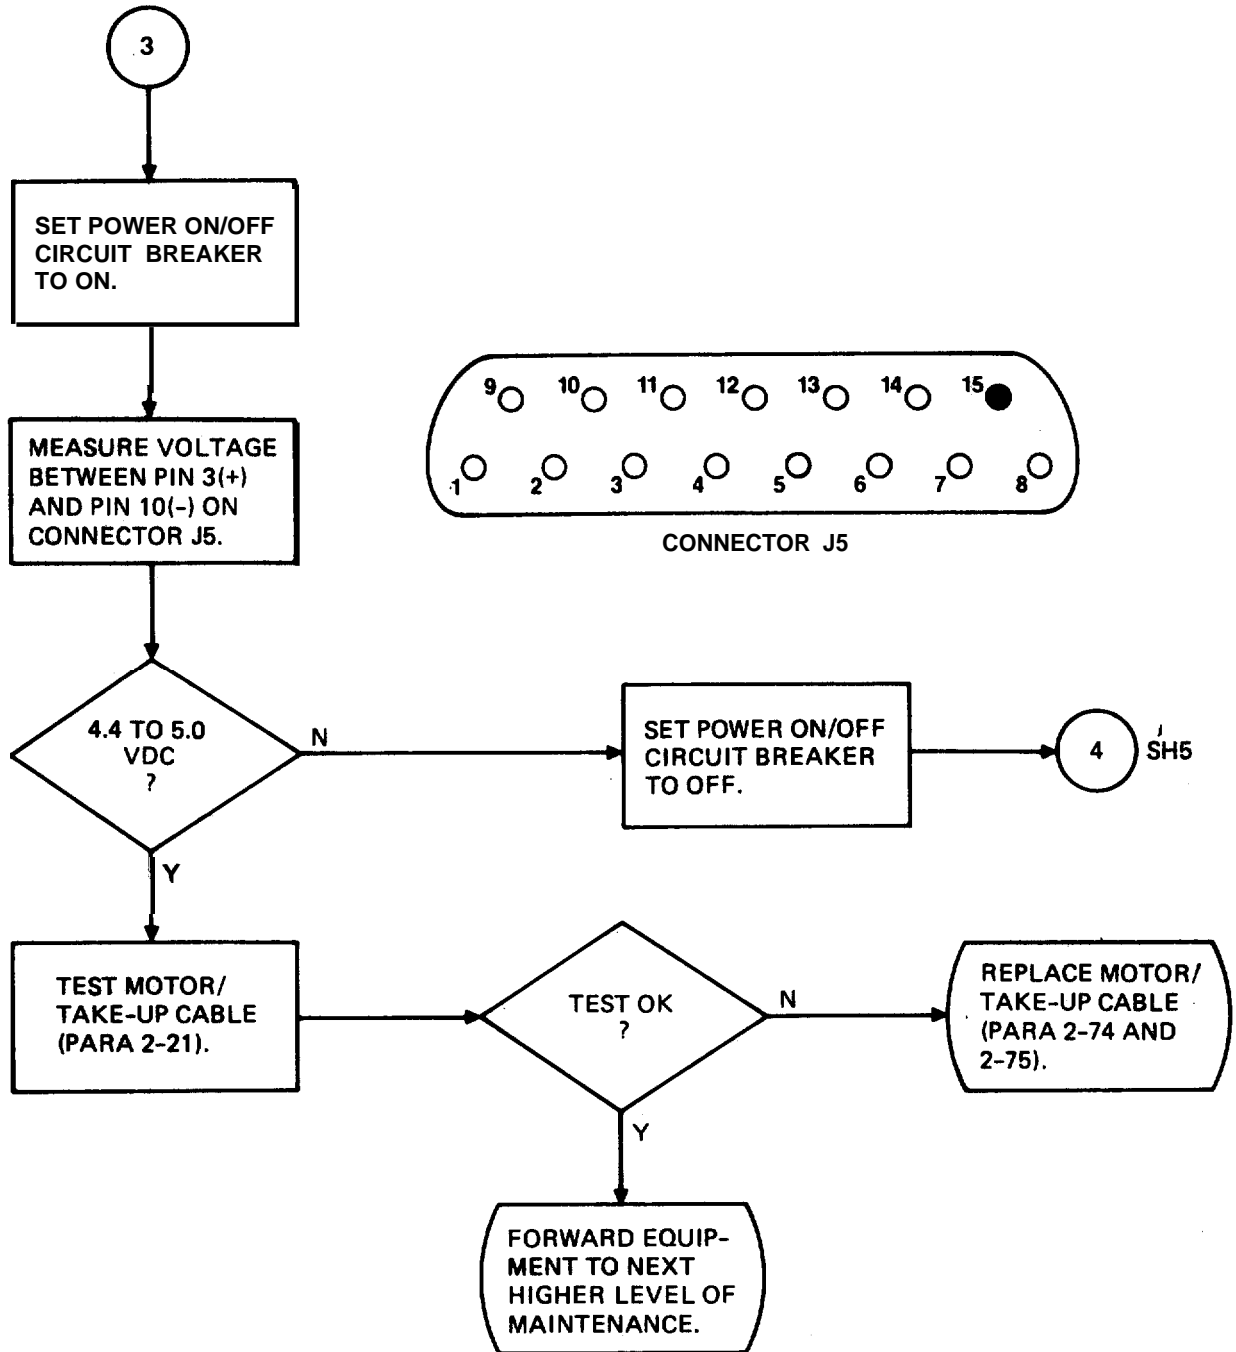 3
SET POWER ON/OFF
CIRCUIT BREAKER
TO ON.
MEASURE VOLTAGE
BETWEEN PIN 3(+)
AND PIN 10(-) ON
CONNECTOR J5.
9 10 11 12 13 14 15
1 2 3 4 5 6 7 8
CONNECTOR J5
4.4 TO 5.0
VDC
?
N
SET POWER ON/OFF
CIRCUIT BREAKER
TO OFF.
4 SH5
Y
TEST MOTOR/
TAKE-UP CABLE
(PARA 2-21).
TEST OK
?
N
REPLACE MOTOR/
TAKE-UP CABLE
(PARA 2-74 AND
2-75).
Y
FORWARD EQUIP-
MENT TO NEXT
HIGHER LEVEL OF
MAINTENANCE.